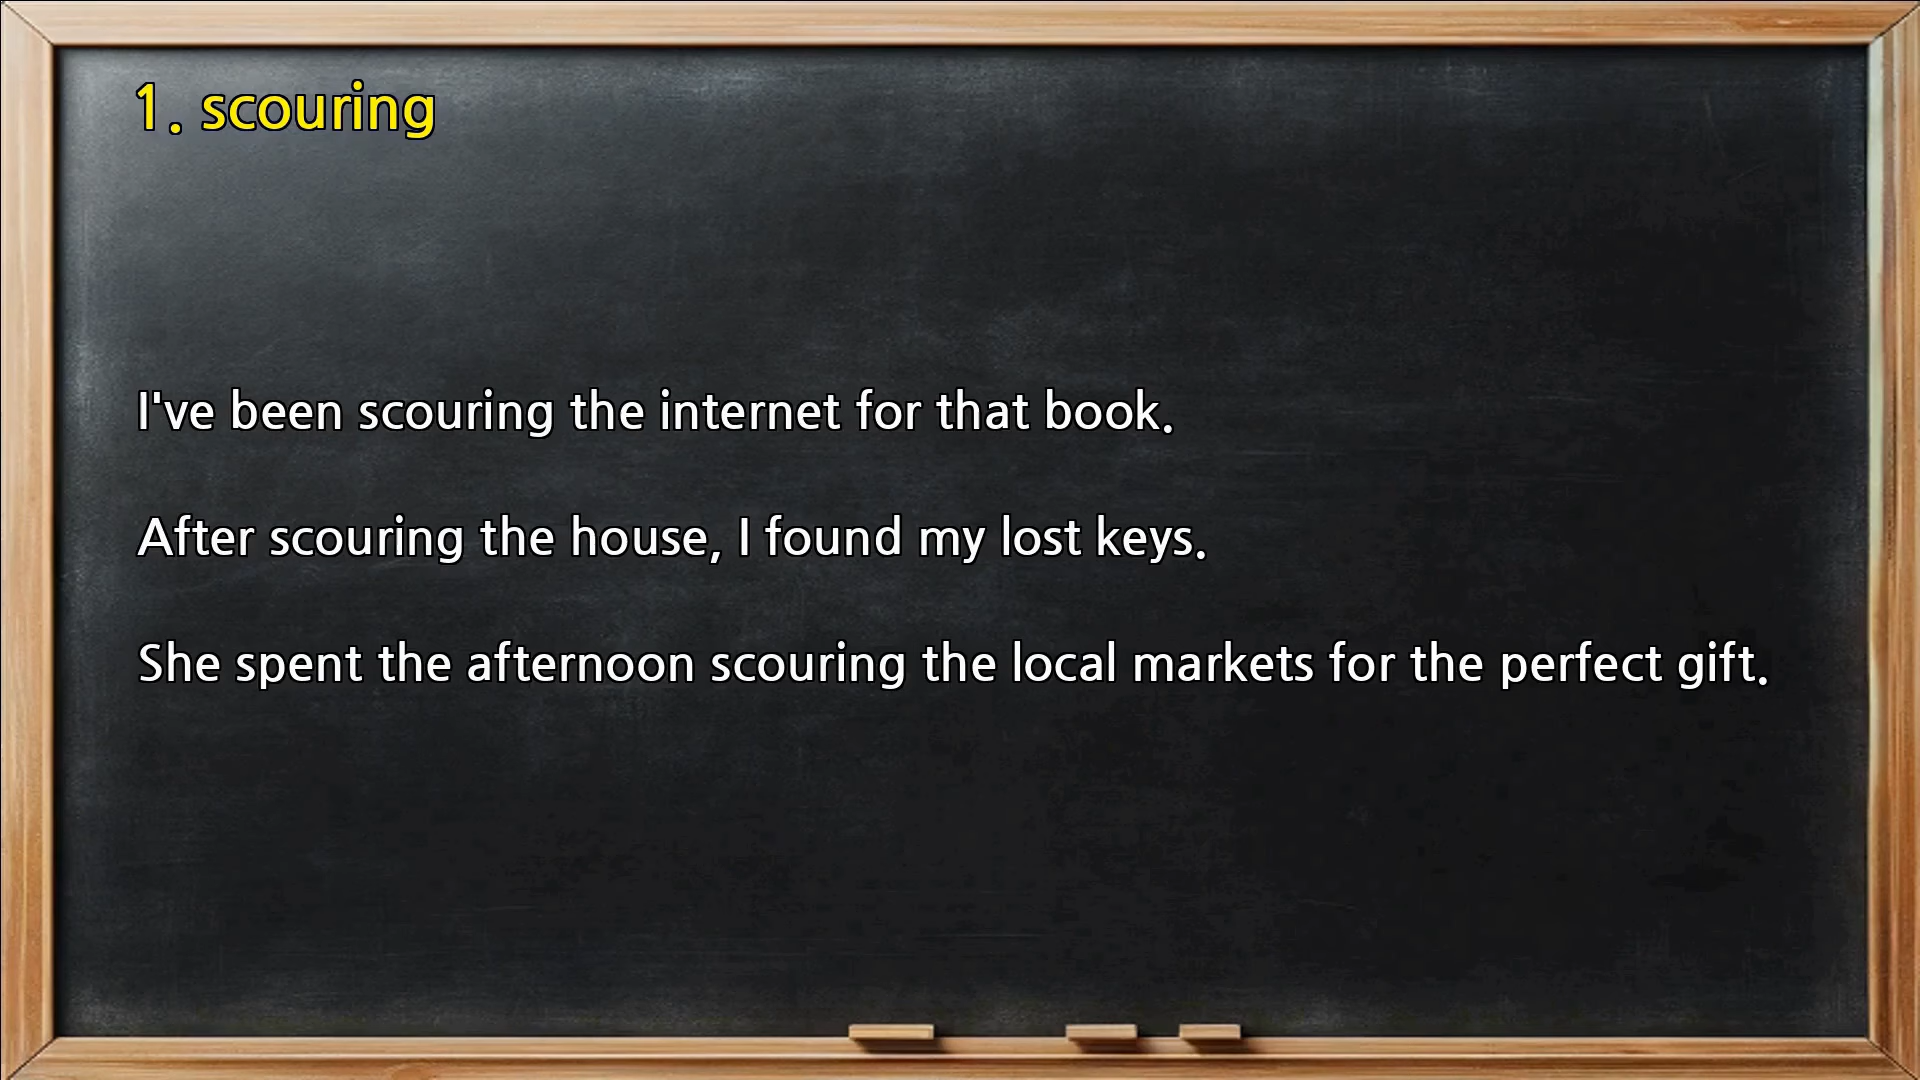 1. scouring
I've been scouring the internet for that book.
After scouring the house, I found my lost keys.
She spent the afternoon scouring the local markets for the perfect gift.